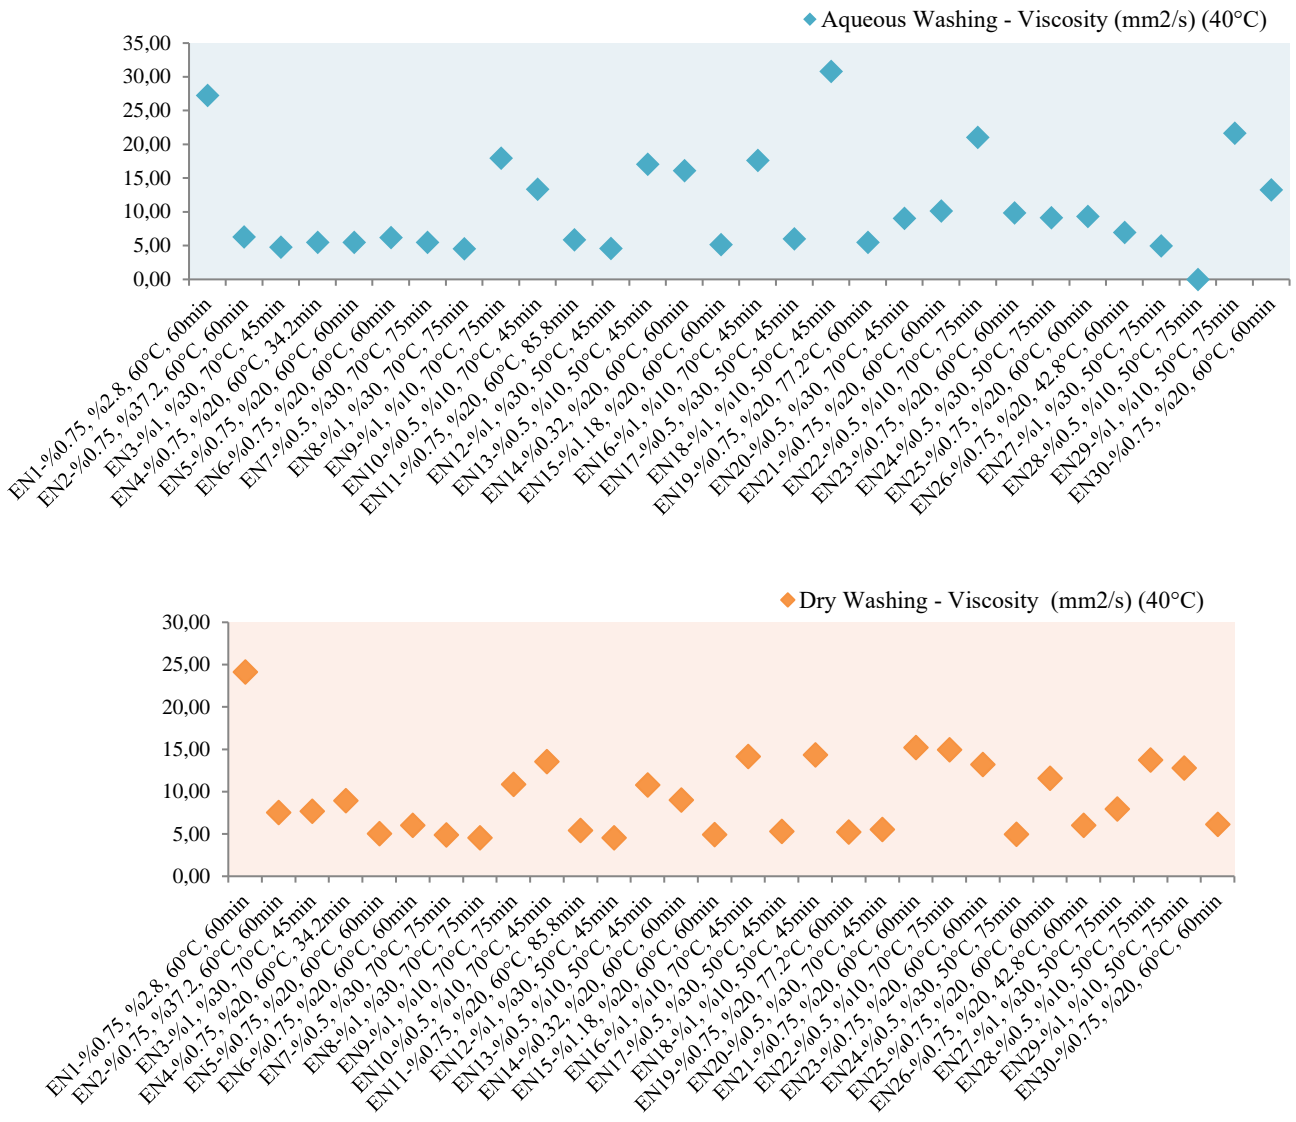 Aqueous Washing - Viscosity (mm2/s) (40°C)
35,00
30,00
25,00
20,00
15,00
10,00
5,00
0,00
EN1-%0.75, %2.8, 60°C, 60min
EN2-%0.75, %37.2, 60°C, 60min
EN3-%1, %30, 70°C, 45min
EN4-%0.75, %20, 60°C, 34.2min
EN5-%0.75, %20, 60°C, 60min
EN6-%0.75, %20, 60°C, 60min
EN7-%0.5, %30, 70°C, 75min
EN8-%1, %30, 70°C, 75min
EN9-%1, %10, 70°C, 75min
EN10-%0.5, %10, 70°C, 45min
EN11-%0.75, %20, 60°C, 85.8min
EN12-%1, %30, 50°C, 45min
EN13-%0.5, %10, 50°C, 45min
EN14-%0.32, %20, 60°C, 60min
EN15-%1.18, %20, 60°C, 60min
EN16-%1, %10, 70°C, 45min
EN17-%0.5, %30, 50°C, 45min
EN18-%1, %10, 50°C, 45min
EN19-%0.75, %20, 77.2°C, 60min
EN20-%0.5, %30, 70°C, 45min
EN21-%0.75, %20, 60°C, 60min
EN22-%0.5, %10, 70°C, 75min
EN23-%0.75, %20, 60°C, 60min
EN24-%0.5, %30, 50°C, 75min
EN25-%0.75, %20, 60°C, 60min
EN26-%0.75, %20, 42.8°C, 60min
EN27-%1, %30, 50°C, 75min
EN28-%0.5, %10, 50°C, 75min
EN29-%1, %10, 50°C, 75min
EN30-%0.75, %20, 60°C, 60min
Dry Washing - Viscosity (mm2/s) (40°C)
30,00
25,00
20,00
15,00
10,00
5,00
0,00
EN1-%0.75, %2.8, 60°C, 60min
EN2-%0.75, %37.2, 60°C, 60min
EN3-%1, %30, 70°C, 45min
EN4-%0.75, %20, 60°C, 34.2min
EN5-%0.75, %20, 60°C, 60min
EN6-%0.75, %20, 60°C, 60min
EN7-%0.5, %30, 70°C, 75min
EN8-%1, %30, 70°C, 75min
EN9-%1, %10, 70°C, 75min
EN10-%0.5, %10, 70°C, 45min
EN11-%0.75, %20, 60°C, 85.8min
EN12-%1, %30, 50°C, 45min
EN13-%0.5, %10, 50°C, 45min
EN14-%0.32, %20, 60°C, 60min
EN15-%1.18, %20, 60°C, 60min
EN16-%1, %10, 70°C, 45min
EN17-%0.5, %30, 50°C, 45min
EN18-%1, %10, 50°C, 45min
EN19-%0.75, %20, 77.2°C, 60min
EN20-%0.5, %30, 70°C, 45min
EN21-%0.75, %20, 60°C, 60min
EN22-%0.5, %10, 70°C, 75min
EN23-%0.75, %20, 60°C, 60min
EN24-%0.5, %30, 50°C, 75min
EN25-%0.75, %20, 60°C, 60min
EN26-%0.75, %20, 42.8°C, 60min
EN27-%1, %30, 50°C, 75min
EN28-%0.5, %10, 50°C, 75min
EN29-%1, %10, 50°C, 75min
EN30-%0.75, %20, 60°C, 60min